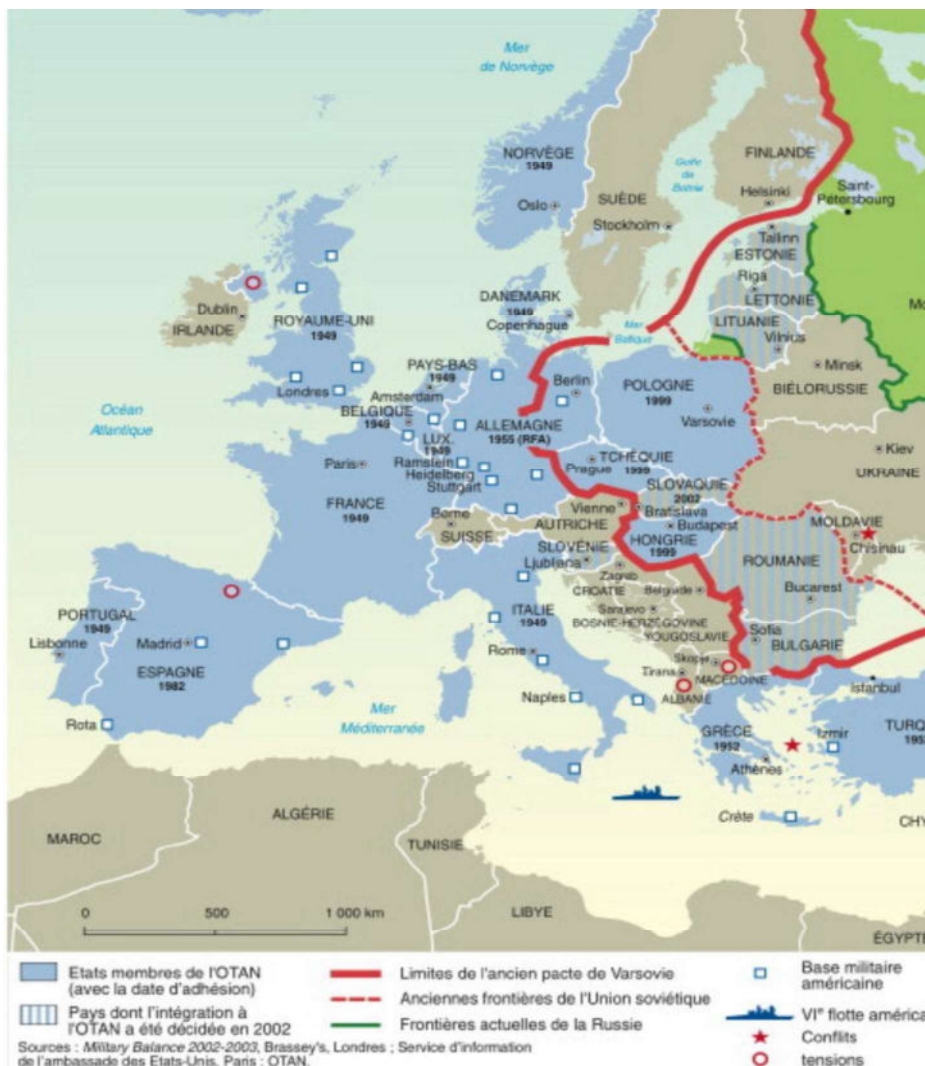 Mer
de Norvège
NORVÈGE
1949
Oslo
SUÈDE
Stockholm
Golfe
de
Botnie
FINLANDE
Helsinki
Saint-
Pétersbourg
Tallinn
ESTONIE
Riga
LETTONIE
LITUANIE
Vilnius
Mo
Minsk
BIÉLORUSSIE
Dublin
IRLANDE
ROYAUME-UNI
1949
Londres
DANEMARK
1949
Copenhague
Mer
Baltique
PAYS-BAS
1949
Amsterdam
BELGIQUE
1949
LUX.
1949
Berlin
ALLEMAGNE
1955 (RFA)
POLOGNE
1999
Varsovie
Kiev
UKRAINE
Océan
Atlantique
Paris
Ramstein
Heidelberg
Stuttgart
FRANCE
1949
TCHÉQUIE
Prague
1999
SLOVAQUIE
2002
Bratislava
Vienne
AUTRICHE
Berne
SUISSE
Budapest
HONGRIE
1999
MOLDAVIE
Chisinau
ROUMANIE
Bucarest
SLOVÉNIE
Ljubljana
Zagreb
CROATIE
Belgrade
Sarajevo
BOSNIE-HERZÉGOVINE
YOUGOSLAVIE
Sofia
BULGARIE
Skopje
MACÉDOINE
Tirana
ALBANIE
PORTUGAL
1949
Lisbonne
Madrid
ESPAGNE
1982
Rota
ITALIE
1949
Rome
Naples
Mer
Méditerranée
GRÈCE
1952
Athènes
Istanbul
Izmir
TURQ
195
Crète
CHY
MAROC
ALGÉRIE
TUNISIE
LIBYE
ÉGYPT
0 500 1 000 km
Etats membres de l'OTAN
(avec la date d'adhésion)
Pays dont l'intégration à
l'OTAN a été décidée en 2002
Limites de l'ancien pacte de Varsovie
Anciennes frontières de l'Union soviétique
Frontières actuelles de la Russie
Base militaire
américaine
VIe flotte américa
Conflits
tensions
Sources : Military Balance 2002-2003, Brassey's, Londres ; Service d'information
de l'ambassade des Etats-Unis, Paris ; OTAN.